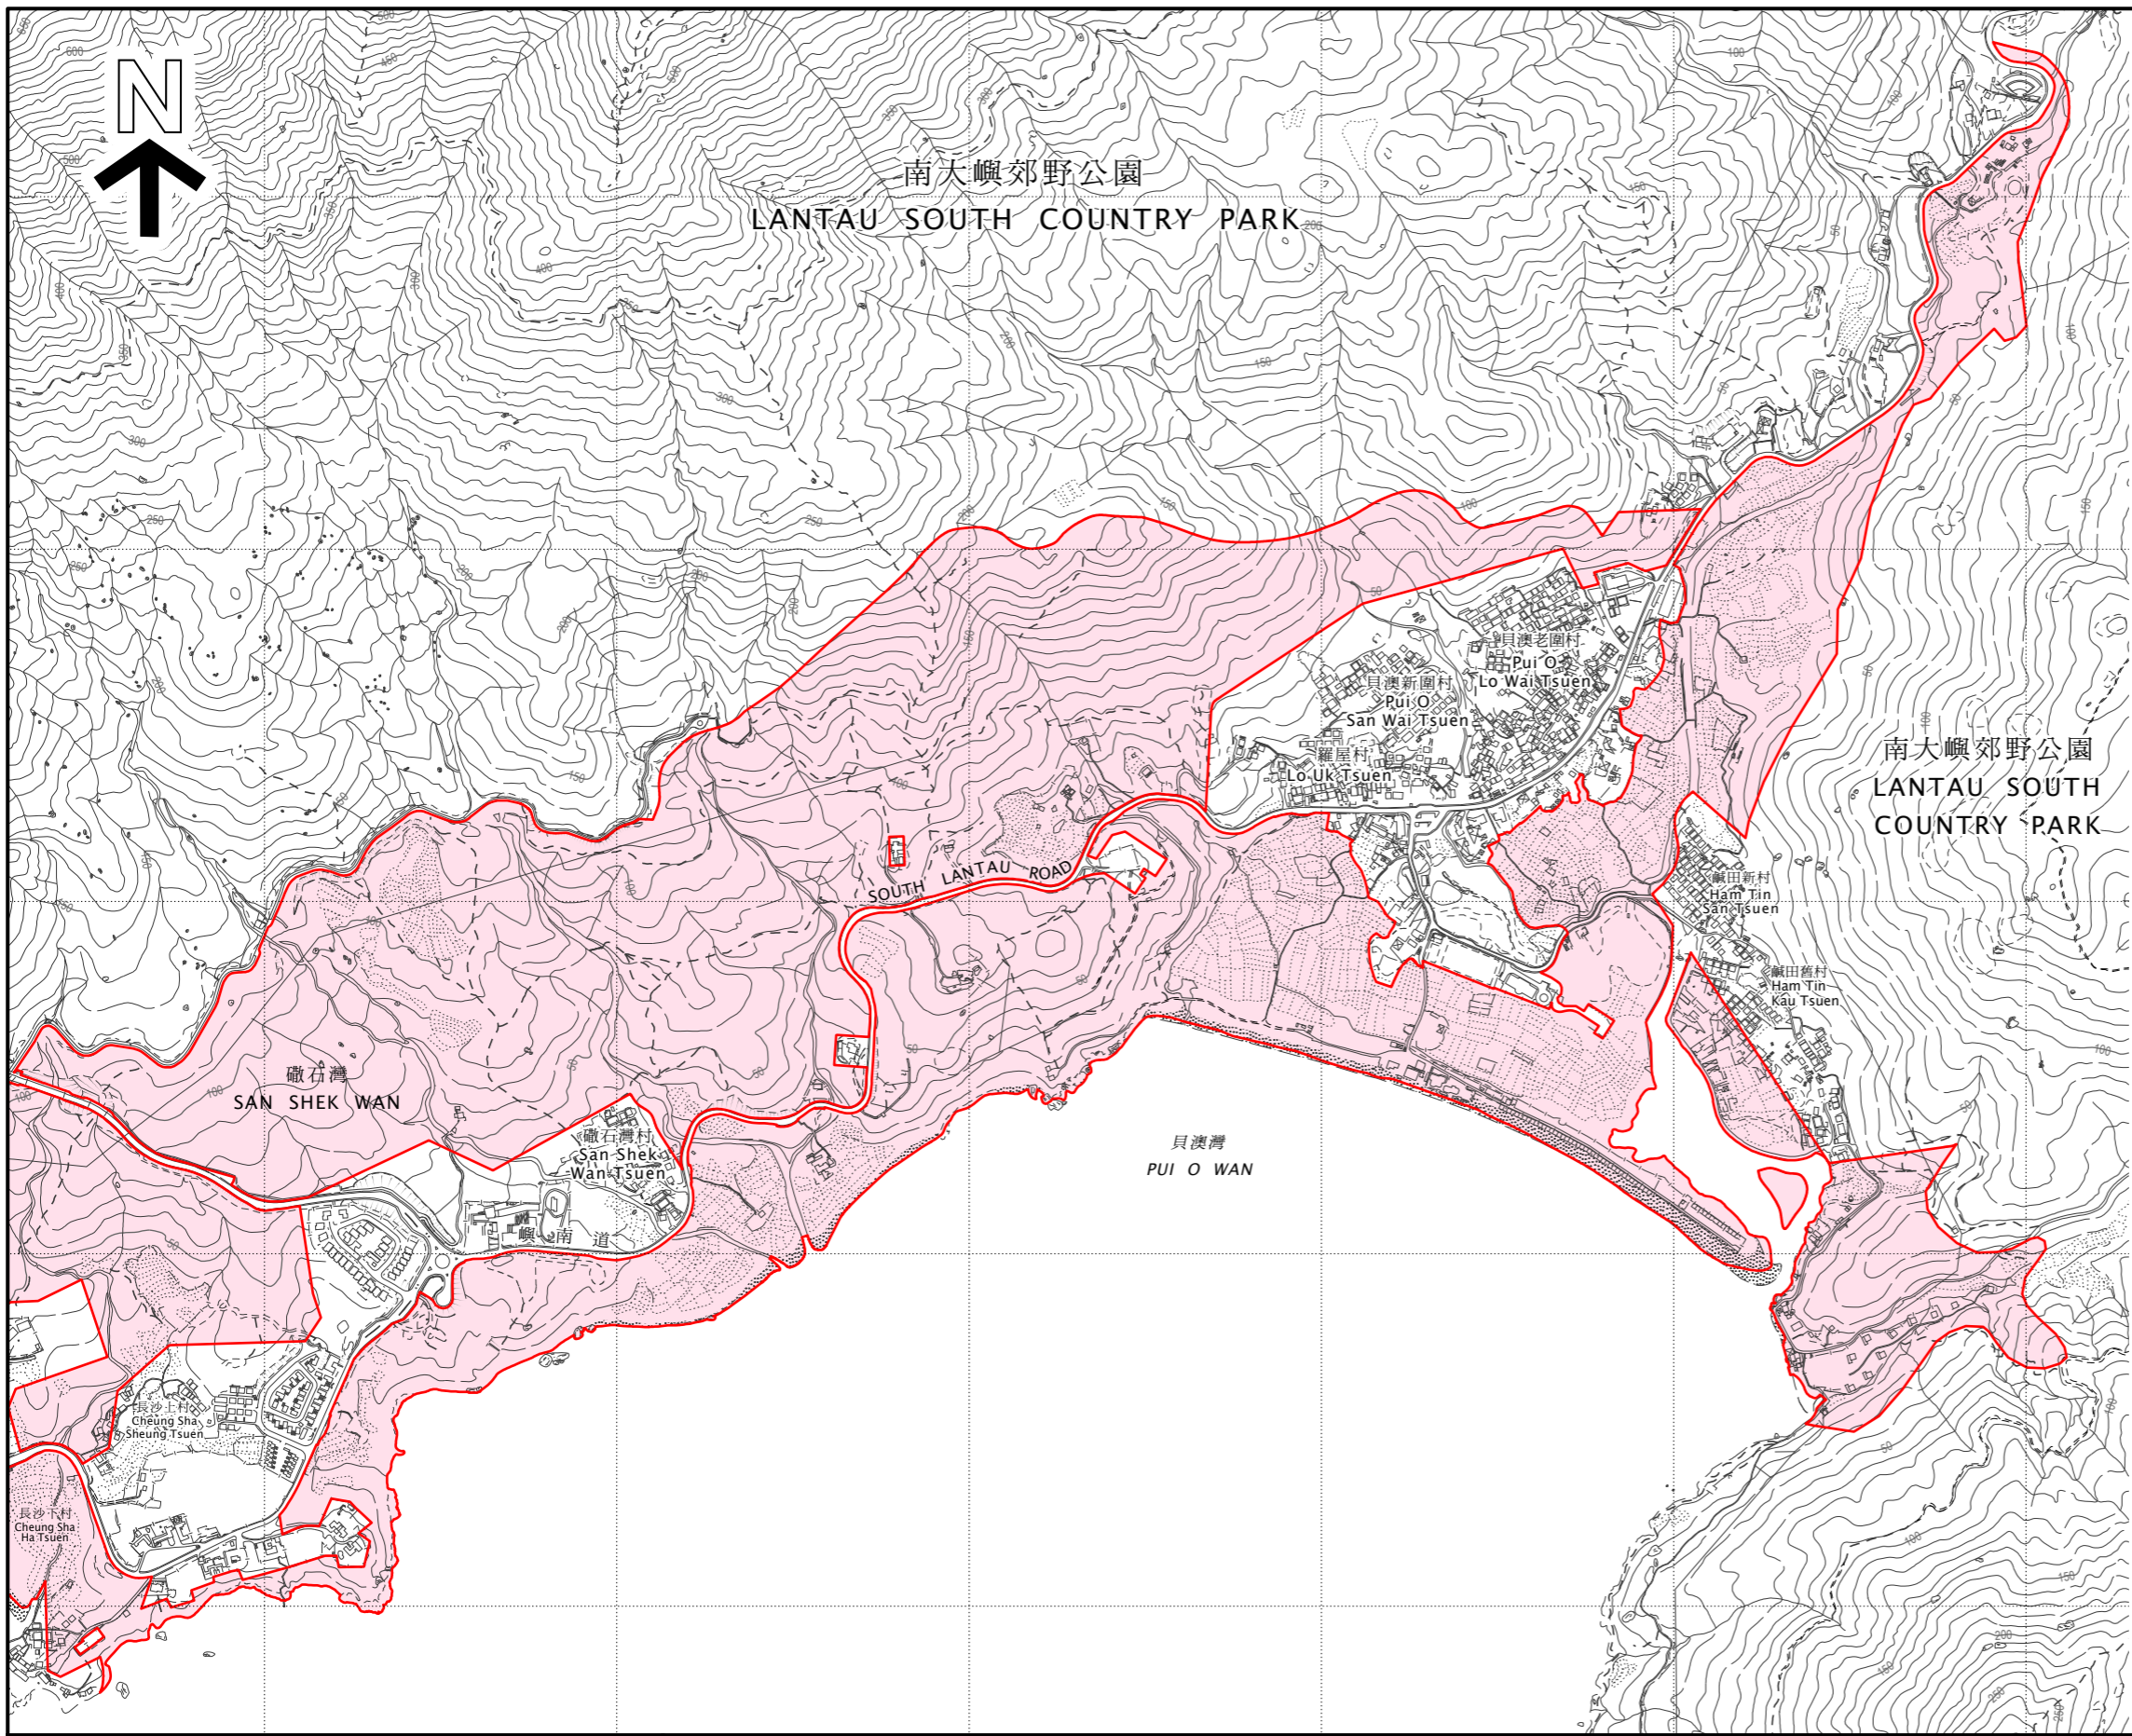 N
南大嶼郊野公園
LANTAU SOUTH COUNTRY PARK
貝澳老圍村
Pui O
Lo Wai Tsuen
貝澳新圍村
Pui O
San Wai Tsuen
羅屋村
Lo Uk Tsuen
南大嶼郊野公園
LANTAU SOUTH
COUNTRY PARK
SOUTH LANTAU ROAD
鹹田新村
Ham Tin
San Tsuen
鹹田舊村
Ham Tin
Kau Tsuen
䃟石灣
SAN SHEK WAN
䃟石灣村
San Shek
Wan Tsuen
貝澳灣
PUI O WAN
嶼南道
長沙上村
Cheung Sha
Sheung Tsuen
長沙下村
Cheung Sha
Ha Tsuen